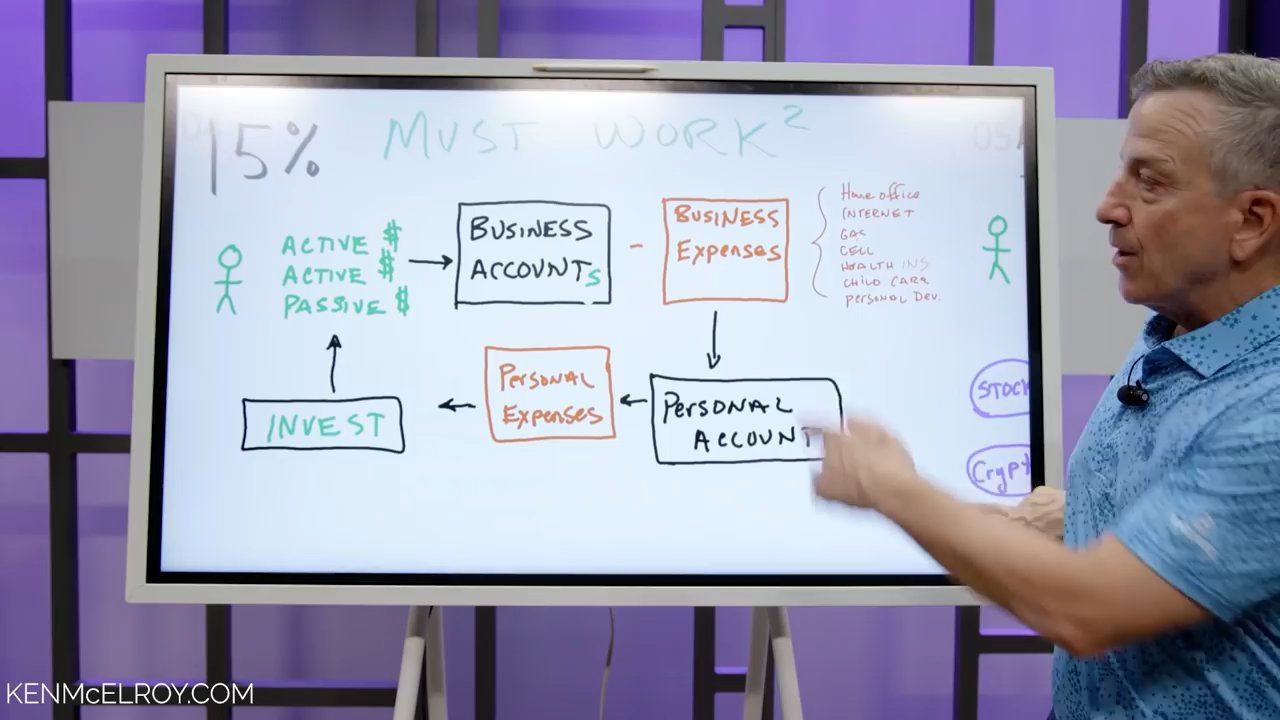 15%
MUST WORK²
ACTIVE $
ACTIVE $
PASSIVE $
BUSINESS
ACCOUNTS
-
BUSINESS
Expenses
Home office
INTERNET
GAS
CELL
HEALTH INS
CHILD CARE
Personal Dev.
INVEST
Personal
Expenses
Personal
ACCOUNT
STOCK
Crypt
KENMcELROY.COM